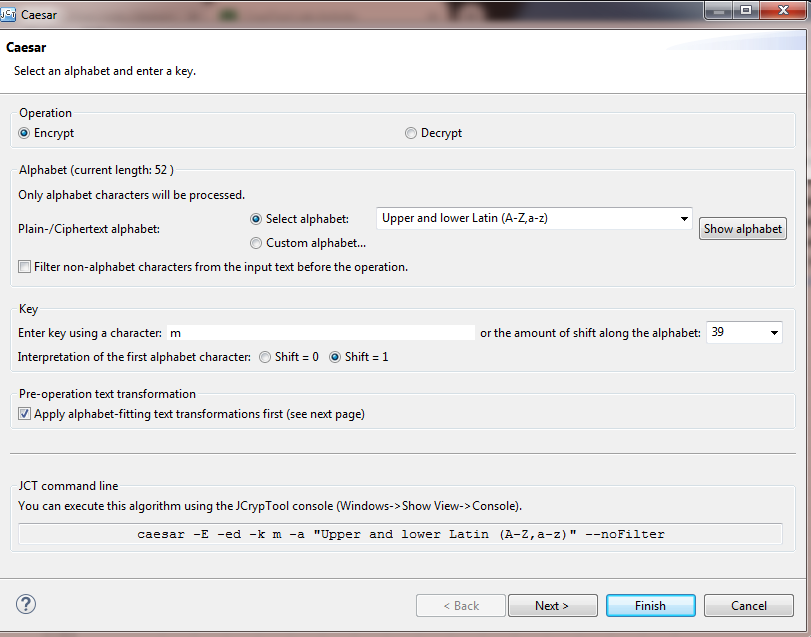 JCT Caesar
Caesar
Select an alphabet and enter a key.
Operation
Encrypt Decrypt
Alphabet (current length: 52 )
Only alphabet characters will be processed.
Plain-/Ciphertext alphabet: Select alphabet: Upper and lower Latin (A-Z,a-z) Show alphabet
Custom alphabet...
Filter non-alphabet characters from the input text before the operation.
Key
Enter key using a character: m or the amount of shift along the alphabet: 39
Interpretation of the first alphabet character: Shift = 0 Shift = 1
Pre-operation text transformation
Apply alphabet-fitting text transformations first (see next page)
JCT command line
You can execute this algorithm using the JCrypTool console (Windows->Show View->Console).
caesar -E -ed -k m -a "Upper and lower Latin (A-Z,a-z)" --noFilter
? < Back Next > Finish Cancel